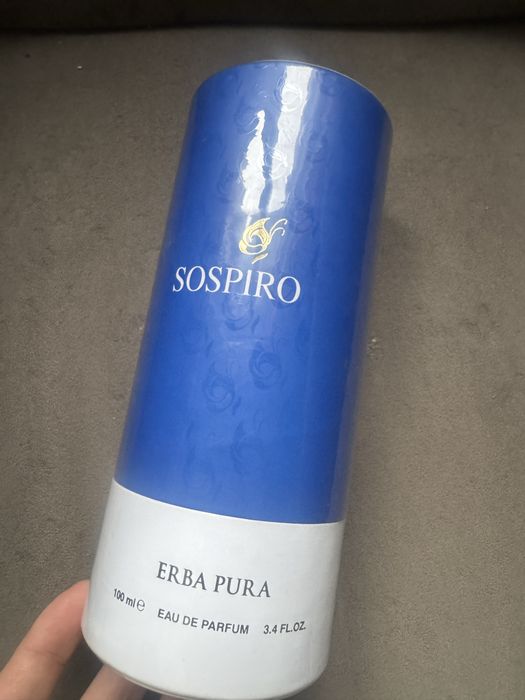 SOSPIRO
ERBA PURA
100 ml ℮ EAU DE PARFUM 3.4 FL.OZ.